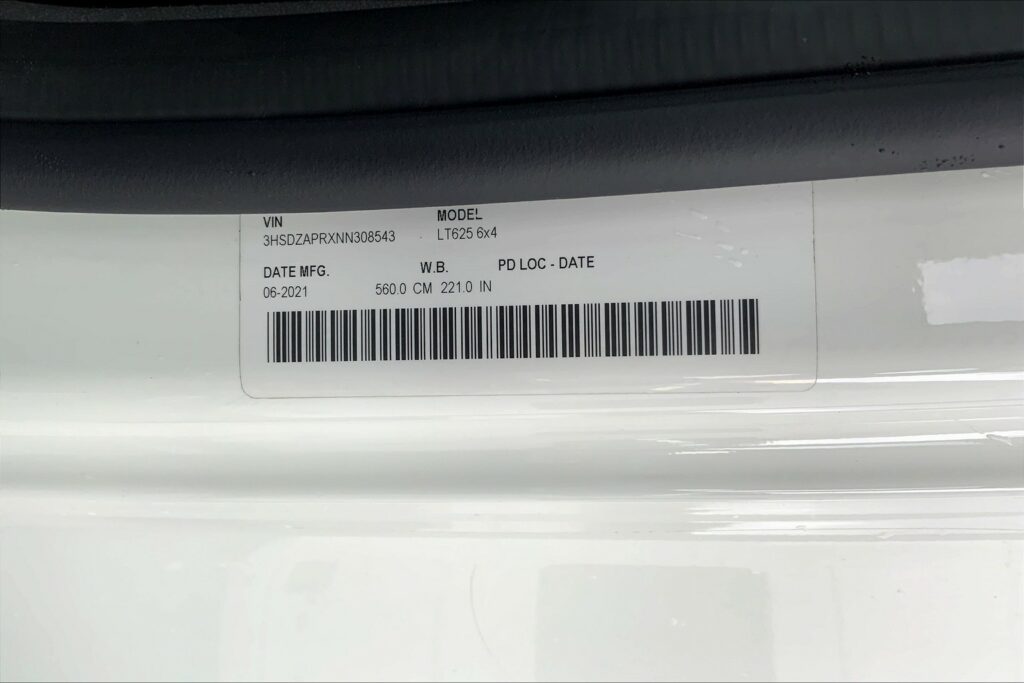 VIN MODEL
3HSDZAPRXNN308543 LT625 6x4
DATE MFG. W.B. PD LOC - DATE
06-2021 560.0 CM 221.0 IN